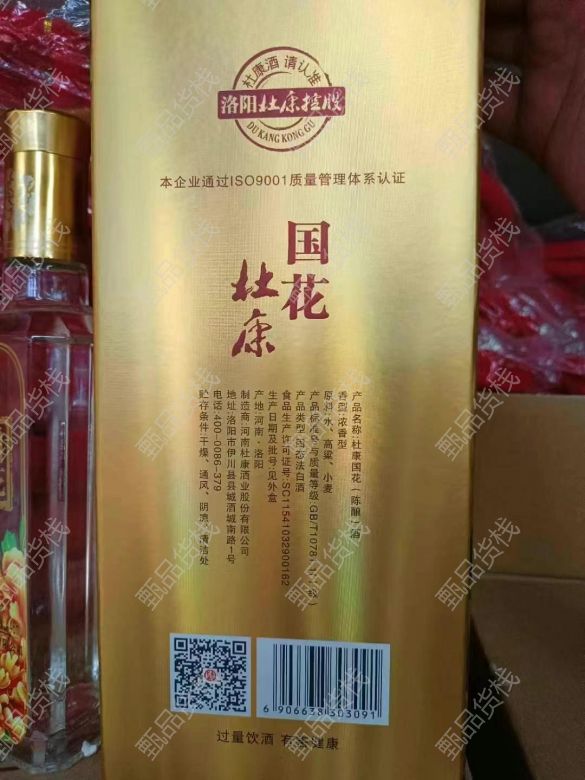 杜康酒 请认准
洛阳杜康控股
DU KANG KONG GU
本企业通过ISO9001质量管理体系认证
国花
杜康
产品名称:杜康国花(陈酿)酒
香型:浓香型
原料:水、高粱、小麦
产品标准号与质量等级:GB/T10781.1(一级)
产品类型:固态法白酒
食品生产许可证号:SC11541032900162
生产日期及批号:见外盒
产地:河南·洛阳
制造商:河南杜康酒业股份有限公司
地址:洛阳市伊川县县城酒城南路1号
电话:400-0086-379
贮存条件:干燥、通风、阴凉、清洁处
6906638303091
过量饮酒 有害健康
甄品货栈